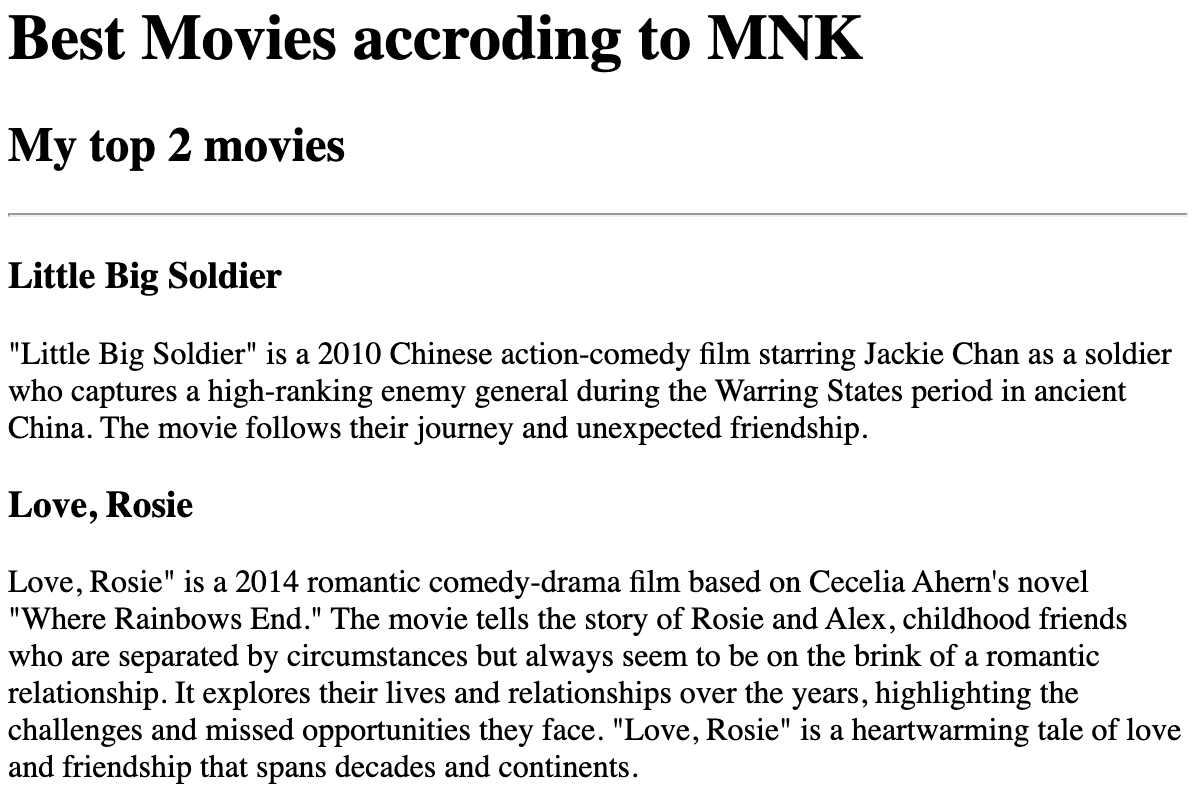 Best Movies accroding to MNK
My top 2 movies
Little Big Soldier
"Little Big Soldier" is a 2010 Chinese action-comedy film starring Jackie Chan as a soldier
who captures a high-ranking enemy general during the Warring States period in ancient
China. The movie follows their journey and unexpected friendship.
Love, Rosie
Love, Rosie" is a 2014 romantic comedy-drama film based on Cecelia Ahern's novel
"Where Rainbows End." The movie tells the story of Rosie and Alex, childhood friends
who are separated by circumstances but always seem to be on the brink of a romantic
relationship. It explores their lives and relationships over the years, highlighting the
challenges and missed opportunities they face. "Love, Rosie" is a heartwarming tale of love
and friendship that spans decades and continents.